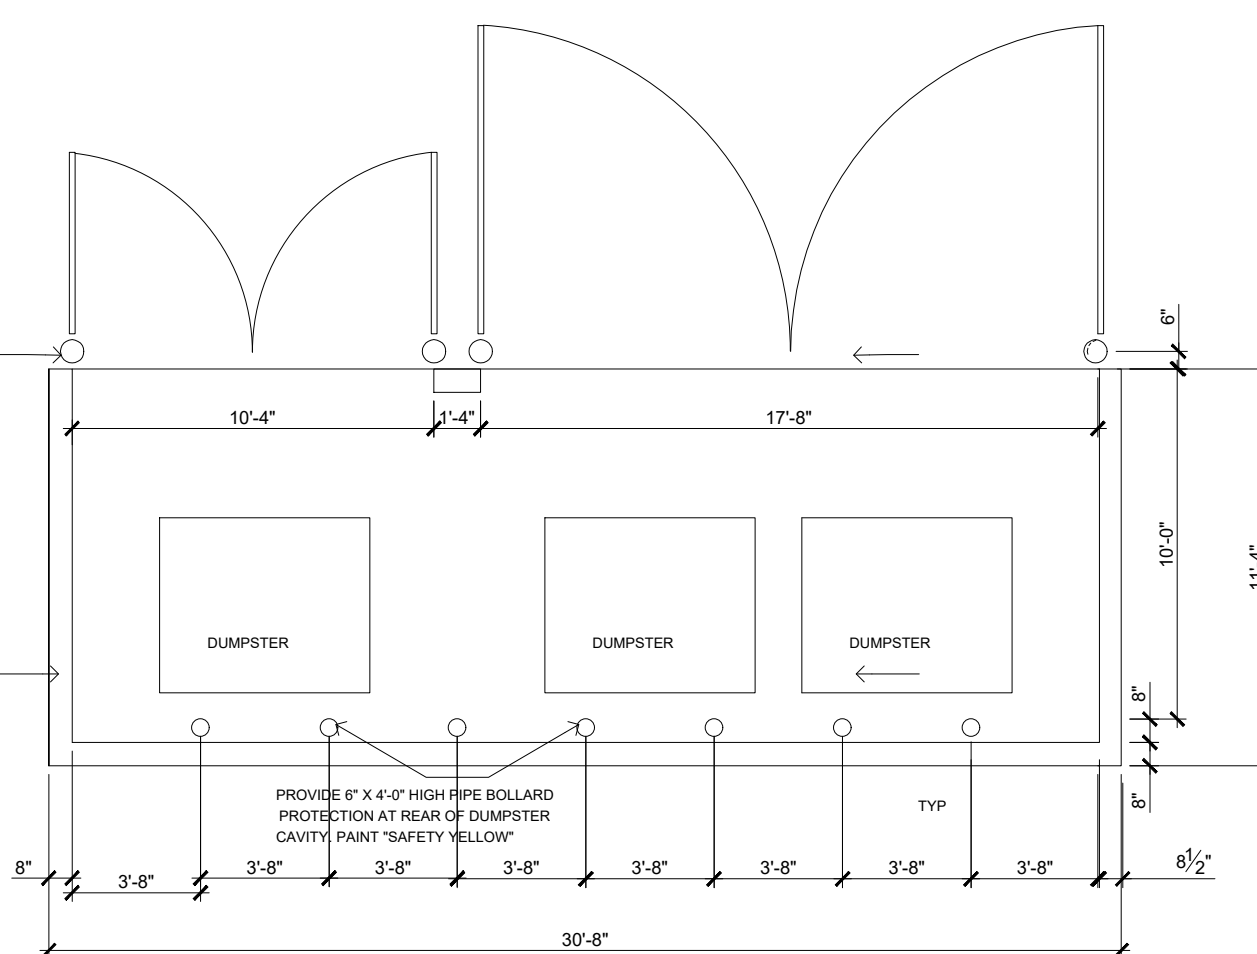 6"
10'-4"
1'-4"
17'-8"
10'-0"
11'-4"
DUMPSTER
DUMPSTER
DUMPSTER
8"
PROVIDE 6" X 4'-0" HIGH PIPE BOLLARD
PROTECTION AT REAR OF DUMPSTER
CAVITY. PAINT "SAFETY YELLOW"
TYP
8"
8"
3'-8"
3'-8"
3'-8"
3'-8"
3'-8"
3'-8"
3'-8"
3'-8"
8½"
30'-8"